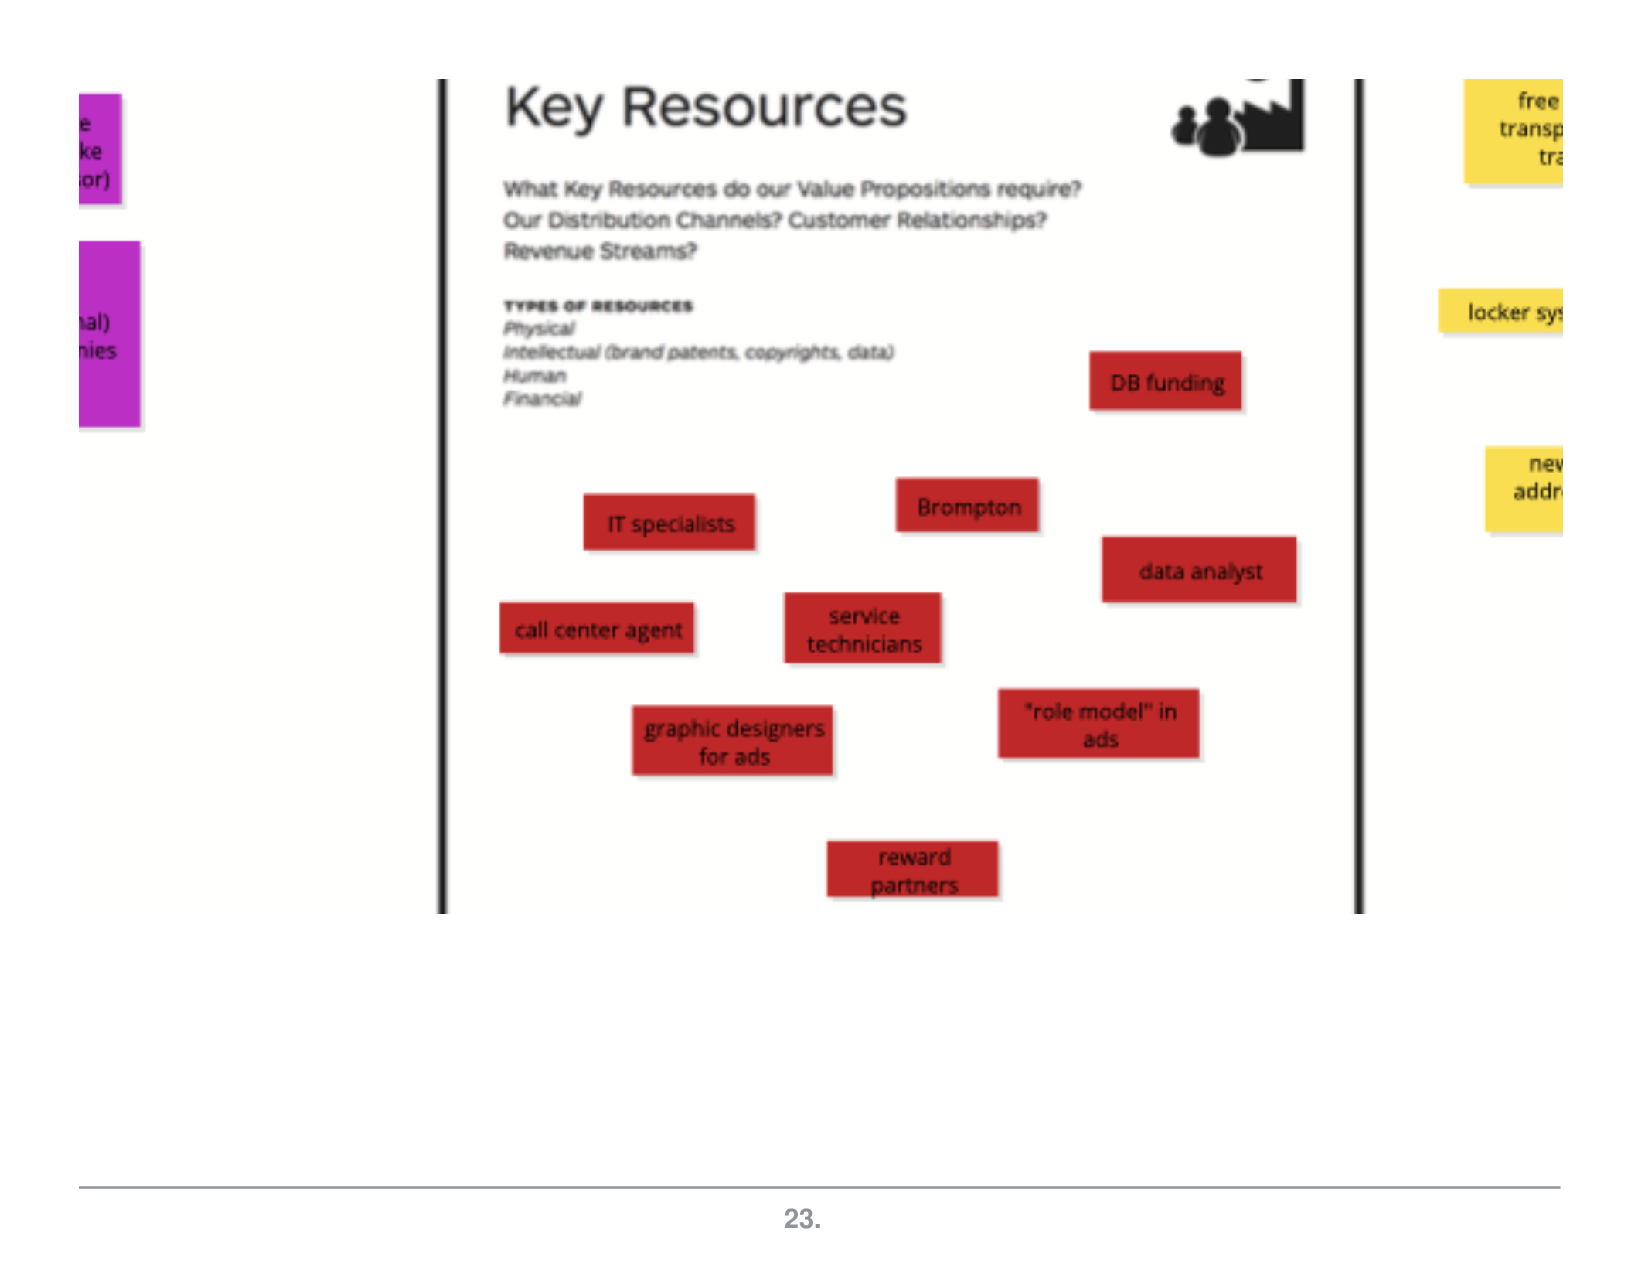 e
ke
or)
nal)
nies
Key Resources
What Key Resources do our Value Propositions require?
Our Distribution Channels? Customer Relationships?
Revenue Streams?
TYPES OF RESOURCES
Physical
Intellectual (brand patents, copyrights, data)
Human
Financial
DB funding
IT specialists
Brompton
data analyst
call center agent
service
technicians
graphic designers
for ads
"role model" in
ads
reward
partners
free
transp
tra
locker sys
new
addr
23.